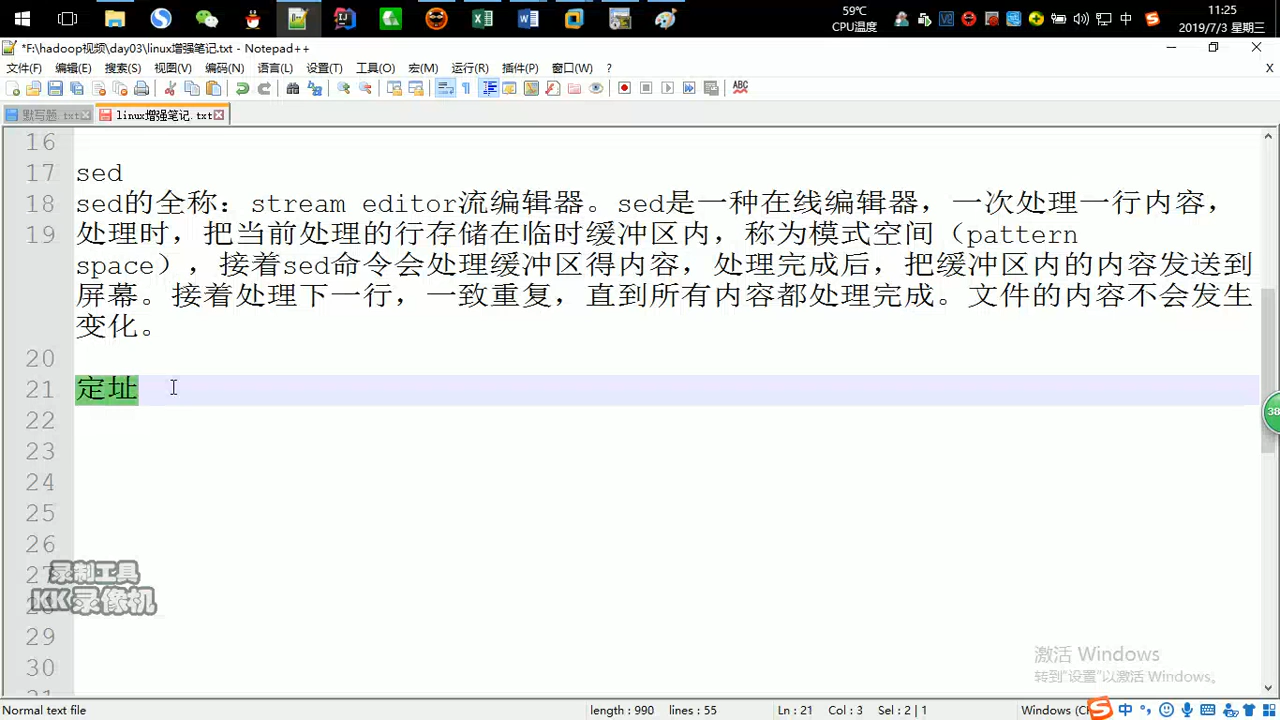 59℃
CPU温度
中
11:25
2019/7/3 星期三
*F:\hadoop视频\day03\linux增强笔记.txt - Notepad++
文件(F) 编辑(E) 搜索(S) 视图(V) 编码(N) 语言(L) 设置(T) 工具(O) 宏(M) 运行(R) 插件(P) 窗口(W) ? X
ABC
默写题.txt linux增强笔记.txt
16
17 sed
18 sed的全称：stream editor流编辑器。sed是一种在线编辑器，一次处理一行内容，
19 处理时，把当前处理的行存储在临时缓冲区内，称为模式空间（pattern
space），接着sed命令会处理缓冲区得内容，处理完成后，把缓冲区内的内容发送到
屏幕。接着处理下一行，一致重复，直到所有内容都处理完成。文件的内容不会发生
变化。
20
21 定址
22
23
24
25
26
27
录制工具
KK录像机
29
30
激活 Windows
转到"设置"以激活 Windows。
38
Normal text file length : 990 lines : 55 Ln : 21 Col : 3 Sel : 2 | 1 Windows (CR 中